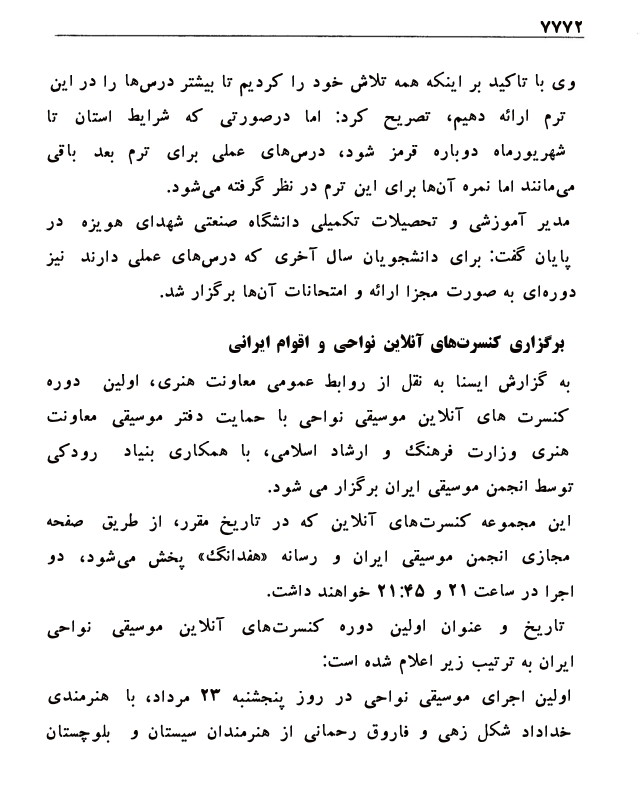 ۷۷۷۲
وی با تاکید بر اینکه همه تلاش خود را کردیم تا بیشتر درس‌ها را در این
ترم ارائه دهیم، تصریح کرد: اما درصورتی که شرایط استان تا
شهریورماه دوباره قرمز شود، درس‌های عملی برای ترم بعد باقی
می‌مانند اما نمره آن‌ها برای این ترم در نظر گرفته می‌شود.
مدیر آموزشی و تحصیلات تکمیلی دانشگاه صنعتی شهدای هویزه در
پایان گفت: برای دانشجویان سال آخری که درس‌های عملی دارند نیز
دوره‌ای به صورت مجزا ارائه و امتحانات آن‌ها برگزار شد.
برگزاری کنسرت‌های آنلاین نواحی و اقوام ایرانی
به گزارش ایسنا به نقل از روابط عمومی معاونت هنری، اولین دوره
کنسرت های آنلاین موسیقی نواحی با حمایت دفتر موسیقی معاونت
هنری وزارت فرهنگ و ارشاد اسلامی، با همکاری بنیاد رودکی
توسط انجمن موسیقی ایران برگزار می شود.
این مجموعه کنسرت‌های آنلاین که در تاریخ مقرر، از طریق صفحه
مجازی انجمن موسیقی ایران و رسانه «هفدانگ» پخش می‌شود، دو
اجرا در ساعت ۲۱ و ۲۱:۴۵ خواهند داشت.
تاریخ و عنوان اولین دوره کنسرت‌های آنلاین موسیقی نواحی
ایران به ترتیب زیر اعلام شده است:
اولین اجرای موسیقی نواحی در روز پنجشنبه ۲۳ مرداد، با هنرمندی
خداداد شکل زهی و فاروق رحمانی از هنرمندان سیستان و بلوچستان